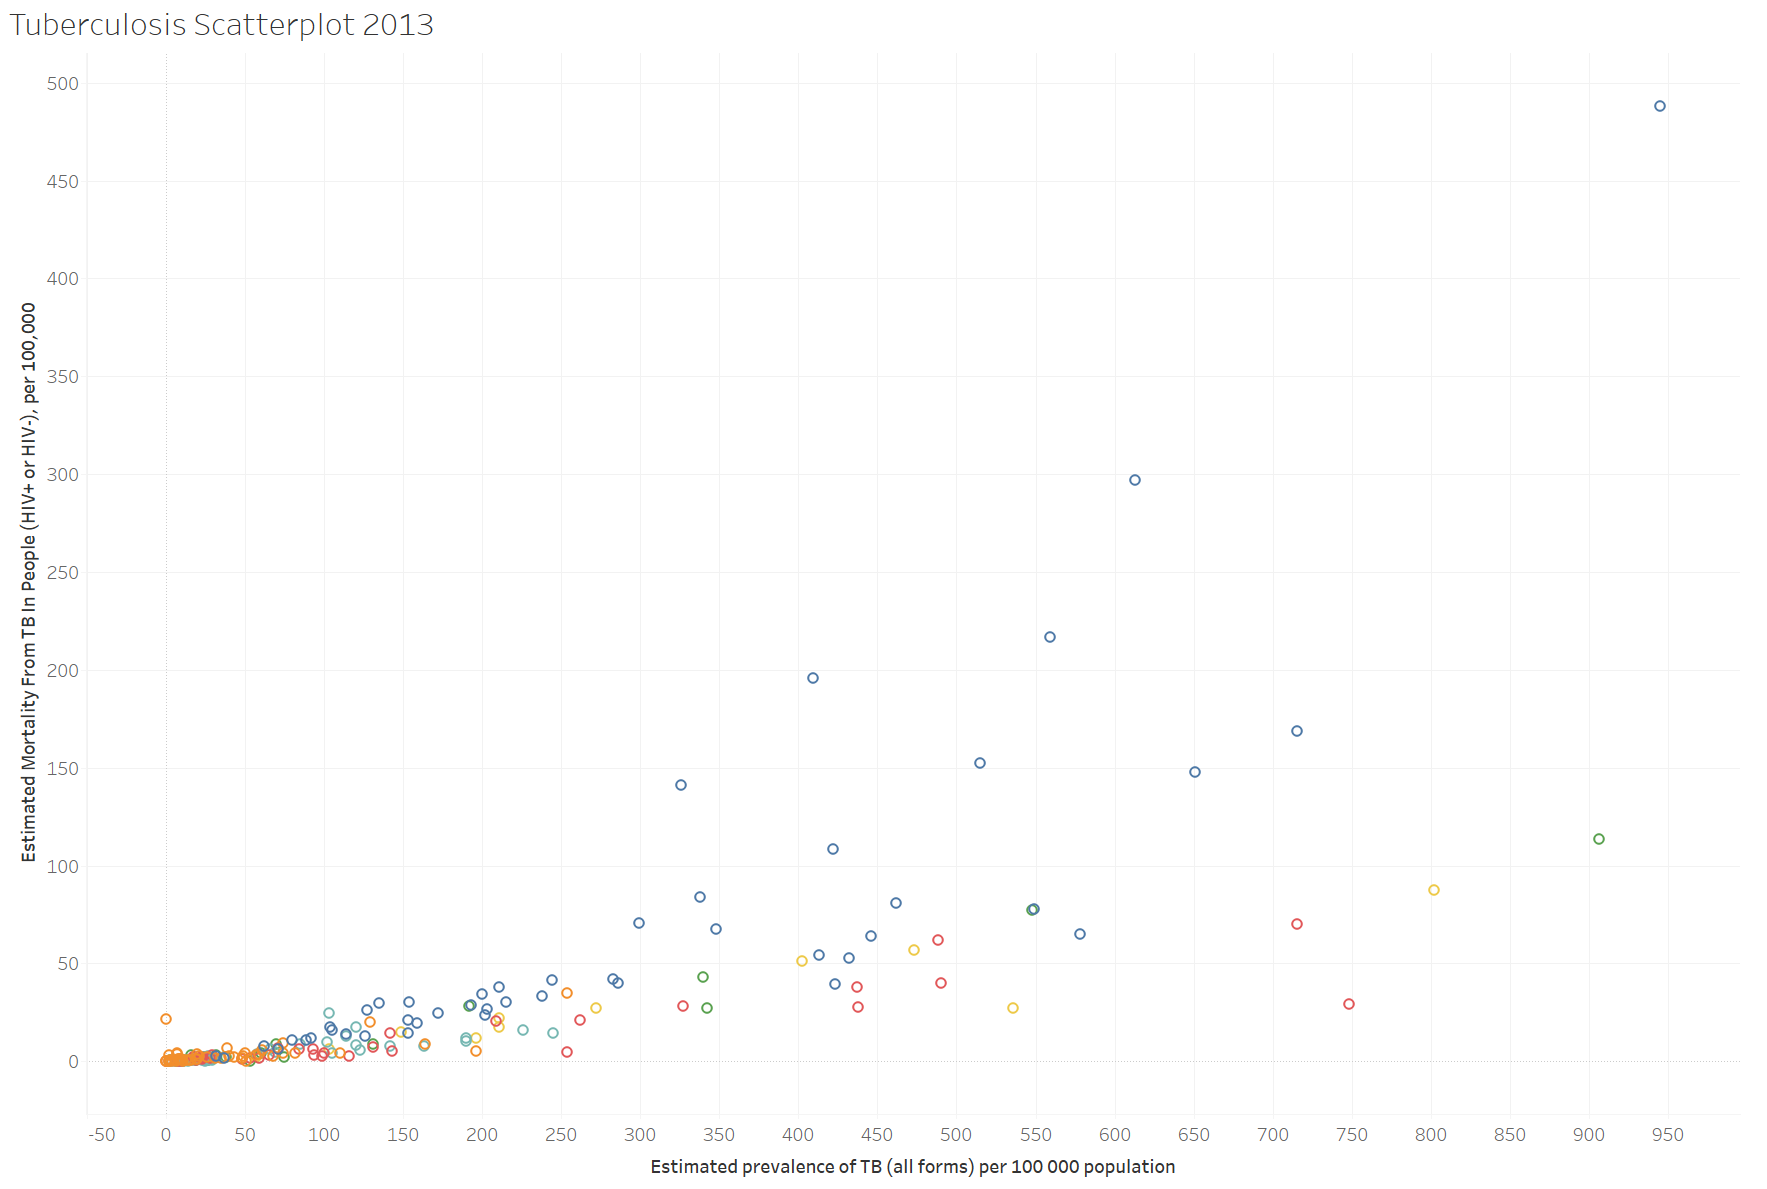 Tuberculosis Scatterplot 2013
500
450
400
350
300
250
200
150
100
50
0
Estimated Mortality From TB In People (HIV+ or HIV-), per 100,000
-50 0 50 100 150 200 250 300 350 400 450 500 550 600 650 700 750 800 850 900 950
Estimated prevalence of TB (all forms) per 100 000 population